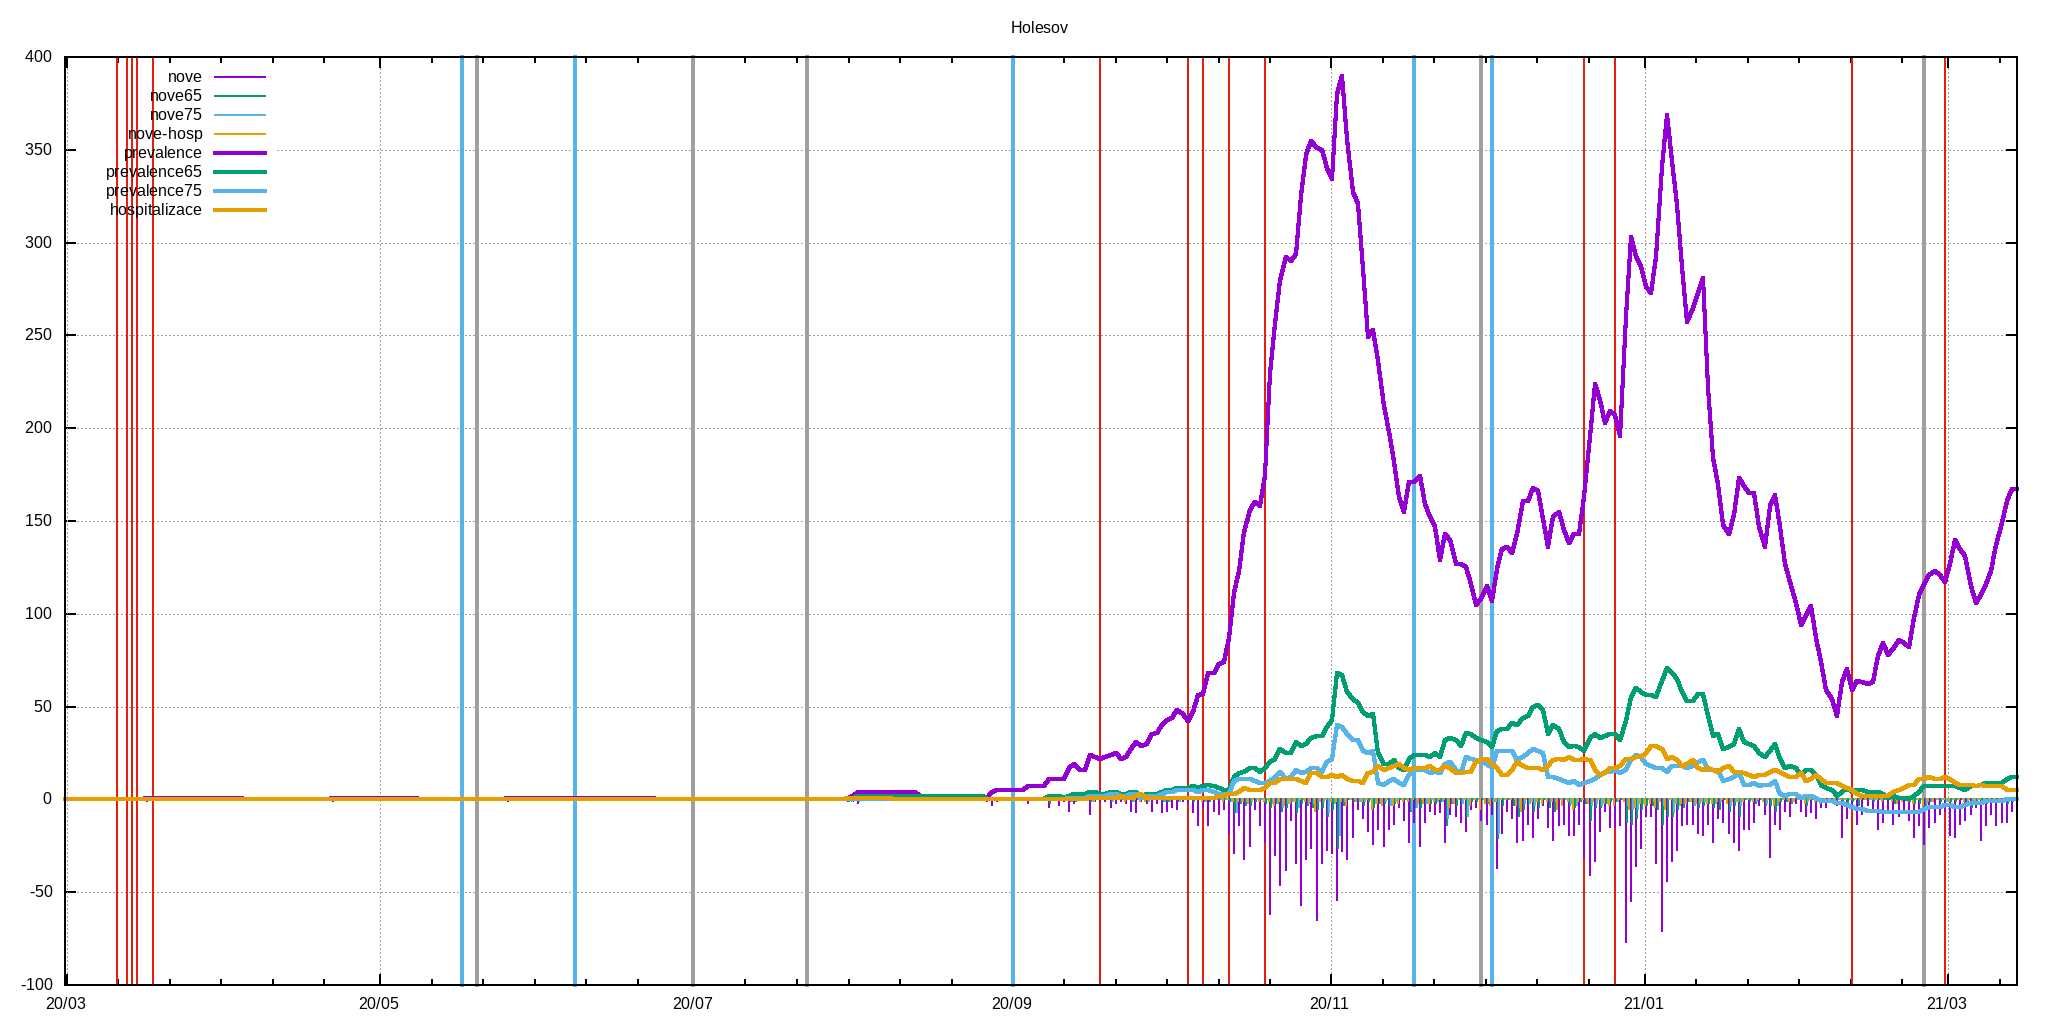 Holesov
400
350
300
250
200
150
100
50
0
-50
-100
nove
nove65
nove75
nove-hosp
prevalence
prevalence65
prevalence75
hospitalizace
20/03
20/05
20/07
20/09
20/11
21/01
21/03